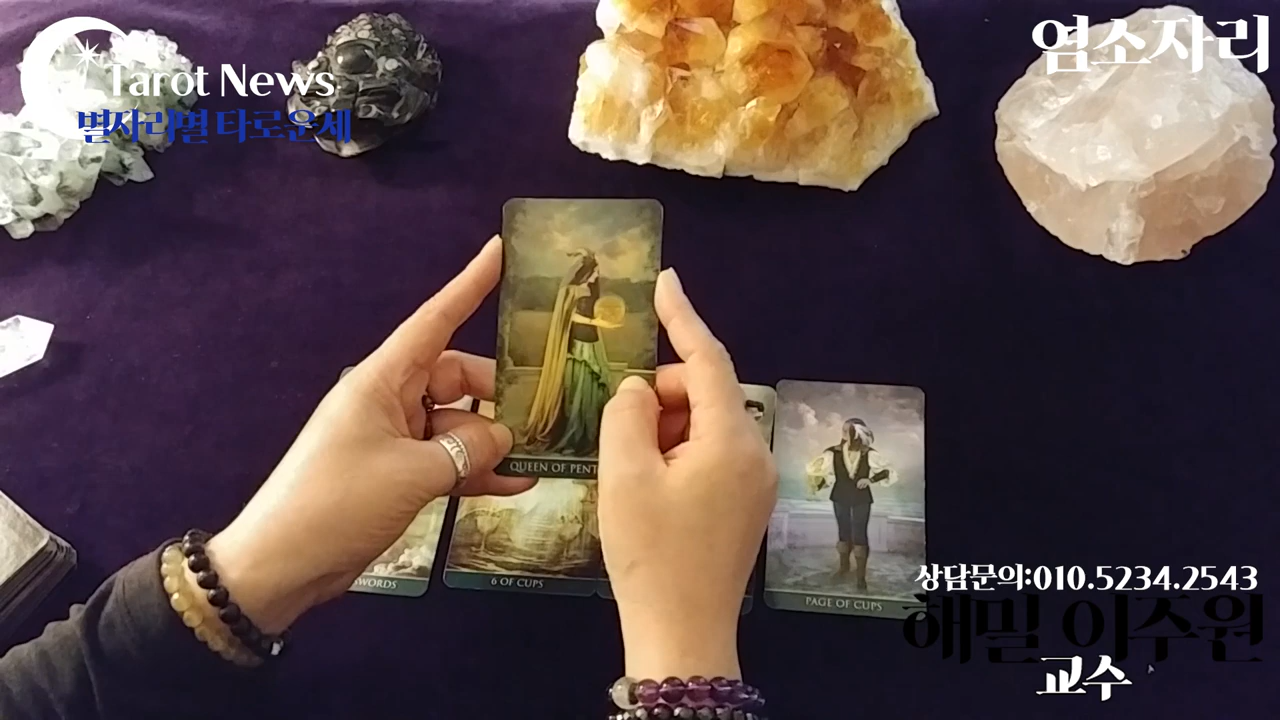 Tarot News
별자리별 타로운세
염소자리
QUEEN OF PENT
SWORDS
6 OF CUPS
PAGE OF CUPS
상담문의:010.5234.2543
해밀 이주원
교수